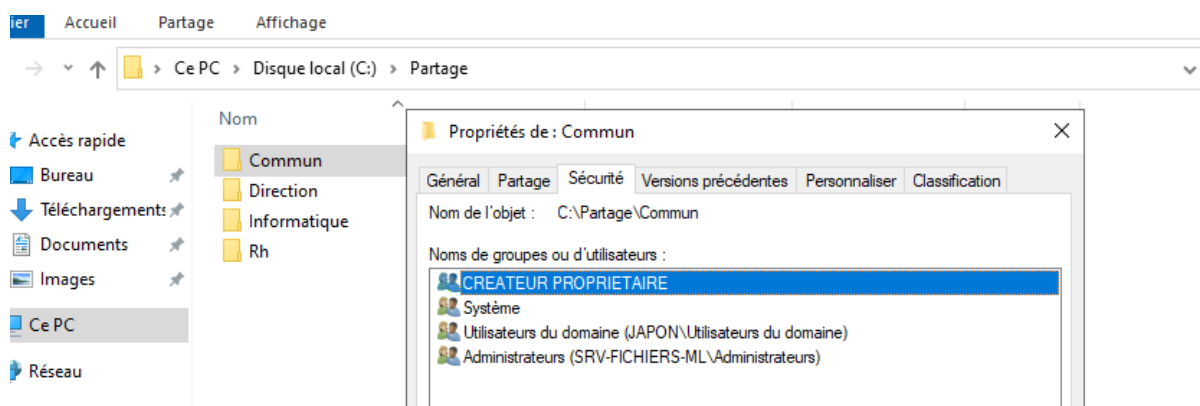 ier Accueil Partage Affichage
Ce PC > Disque local (C:) > Partage
Nom
Accès rapide
Bureau
Téléchargements
Documents
Images
Ce PC
Réseau
Commun
Direction
Informatique
Rh
Propriétés de : Commun
Général Partage Sécurité Versions précédentes Personnaliser Classification
Nom de l'objet : C:\Partage\Commun
Noms de groupes ou d'utilisateurs :
CREATEUR PROPRIETAIRE
Système
Utilisateurs du domaine (JAPON\Utilisateurs du domaine)
Administrateurs (SRV-FICHIERS-ML\Administrateurs)